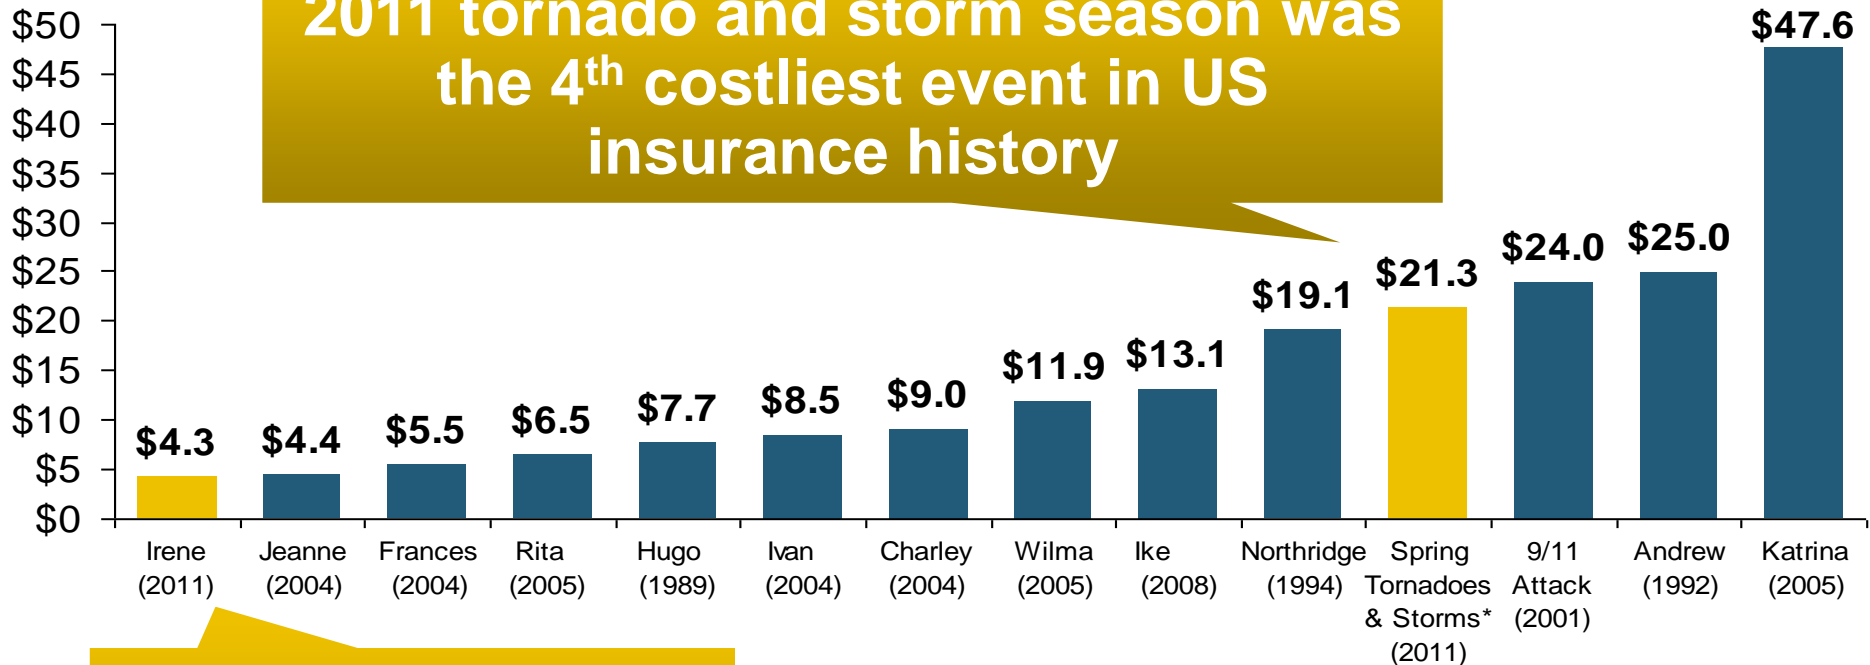 2011 tornado and storm season was
the 4th costliest event in US
insurance history
$50
$45
$40
$35
$30
$25
$20
$15
$10
$5
$0
$4.3
$4.4
$5.5
$6.5
$7.7
$8.5
$9.0
$11.9
$13.1
$19.1
$21.3
$24.0
$25.0
$47.6
Irene
(2011)
Jeanne
(2004)
Frances
(2004)
Rita
(2005)
Hugo
(1989)
Ivan
(2004)
Charley
(2004)
Wilma
(2005)
Ike
(2008)
Northridge
(1994)
Spring
Tornadoes
& Storms*
(2011)
9/11
Attack
(2001)
Andrew
(1992)
Katrina
(2005)